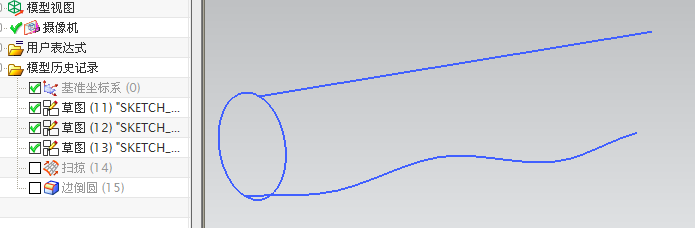 模型视图
摄像机
用户表达式
模型历史记录
基准坐标系 (0)
草图 (11) "SKETCH_...
草图 (12) "SKETCH_...
草图 (13) "SKETCH_...
扫掠 (14)
边倒圆 (15)